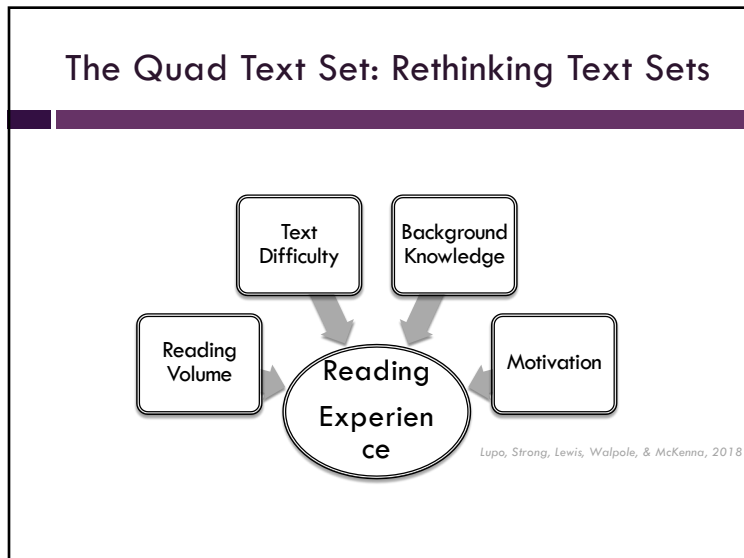 The Quad Text Set: Rethinking Text Sets
Text
Difficulty
Background
Knowledge
Reading
Volume
Motivation
Reading
Experien
ce
Lupo, Strong, Lewis, Walpole, & McKenna, 2018